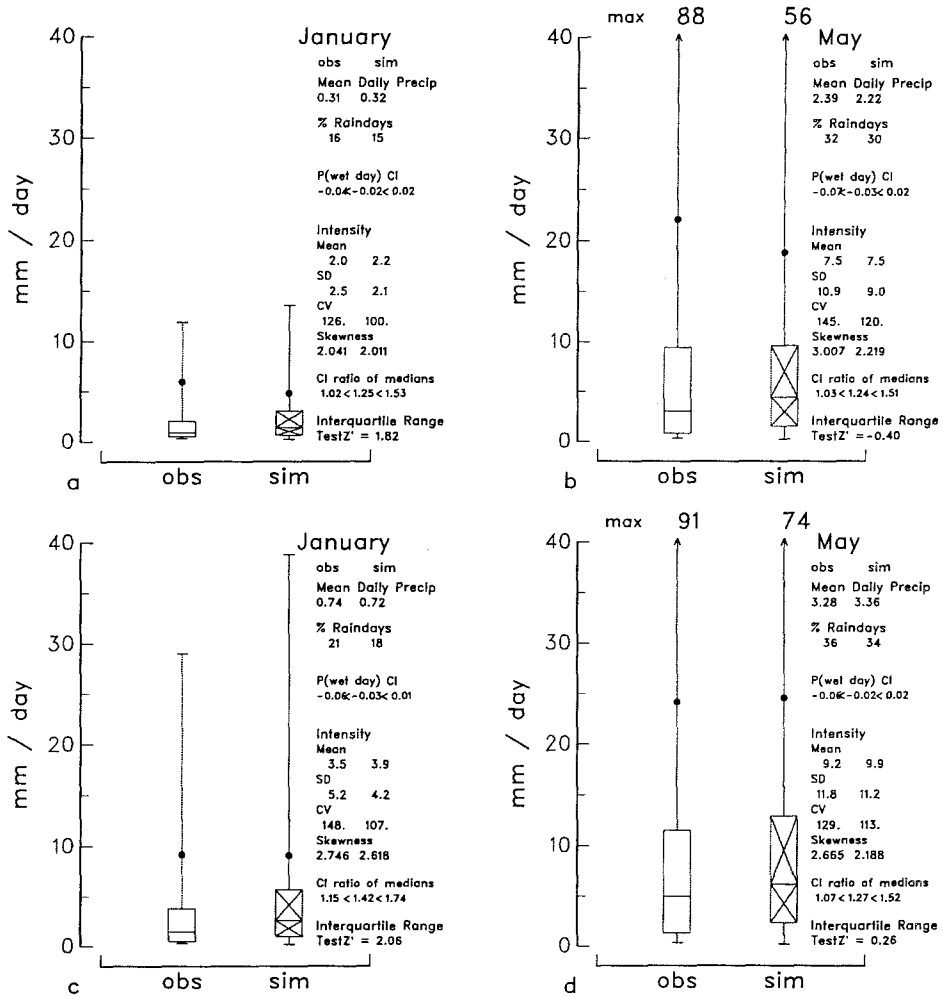 January
40
30
20
10
0
mm / day
obs sim
Mean Daily Precip
0.31 0.32
% Raindays
16 15
P(wet day) CI
-0.04<-0.02< 0.02
Intensity
Mean
2.0 2.2
SD
2.5 2.1
CV
126. 100.
Skewness
2.041 2.011
CI ratio of medians
1.02 < 1.25 < 1.53
Interquartile Range
TestZ' = 1.82
a
obs sim
max 88 56
May
40
30
20
10
0
mm / day
obs sim
Mean Daily Precip
2.39 2.22
% Raindays
32 30
P(wet day) CI
-0.07<-0.03< 0.02
Intensity
Mean
7.5 7.5
SD
10.9 9.0
CV
145. 120.
Skewness
3.007 2.219
CI ratio of medians
1.03 < 1.24 < 1.51
Interquartile Range
TestZ' = -0.40
b
obs sim
January
40
30
20
10
0
mm / day
obs sim
Mean Daily Precip
0.74 0.72
% Raindays
21 18
P(wet day) CI
-0.06<-0.03< 0.01
Intensity
Mean
3.5 3.9
SD
5.2 4.2
CV
148. 107.
Skewness
2.746 2.618
CI ratio of medians
1.15 < 1.42 < 1.74
Interquartile Range
TestZ' = 2.06
c
obs sim
max 91 74
May
40
30
20
10
0
mm / day
obs sim
Mean Daily Precip
3.28 3.36
% Raindays
36 34
P(wet day) CI
-0.06<-0.02< 0.02
Intensity
Mean
9.2 9.9
SD
11.8 11.2
CV
129. 113.
Skewness
2.665 2.188
CI ratio of medians
1.07 < 1.27 < 1.52
Interquartile Range
TestZ' = 0.26
d
obs sim